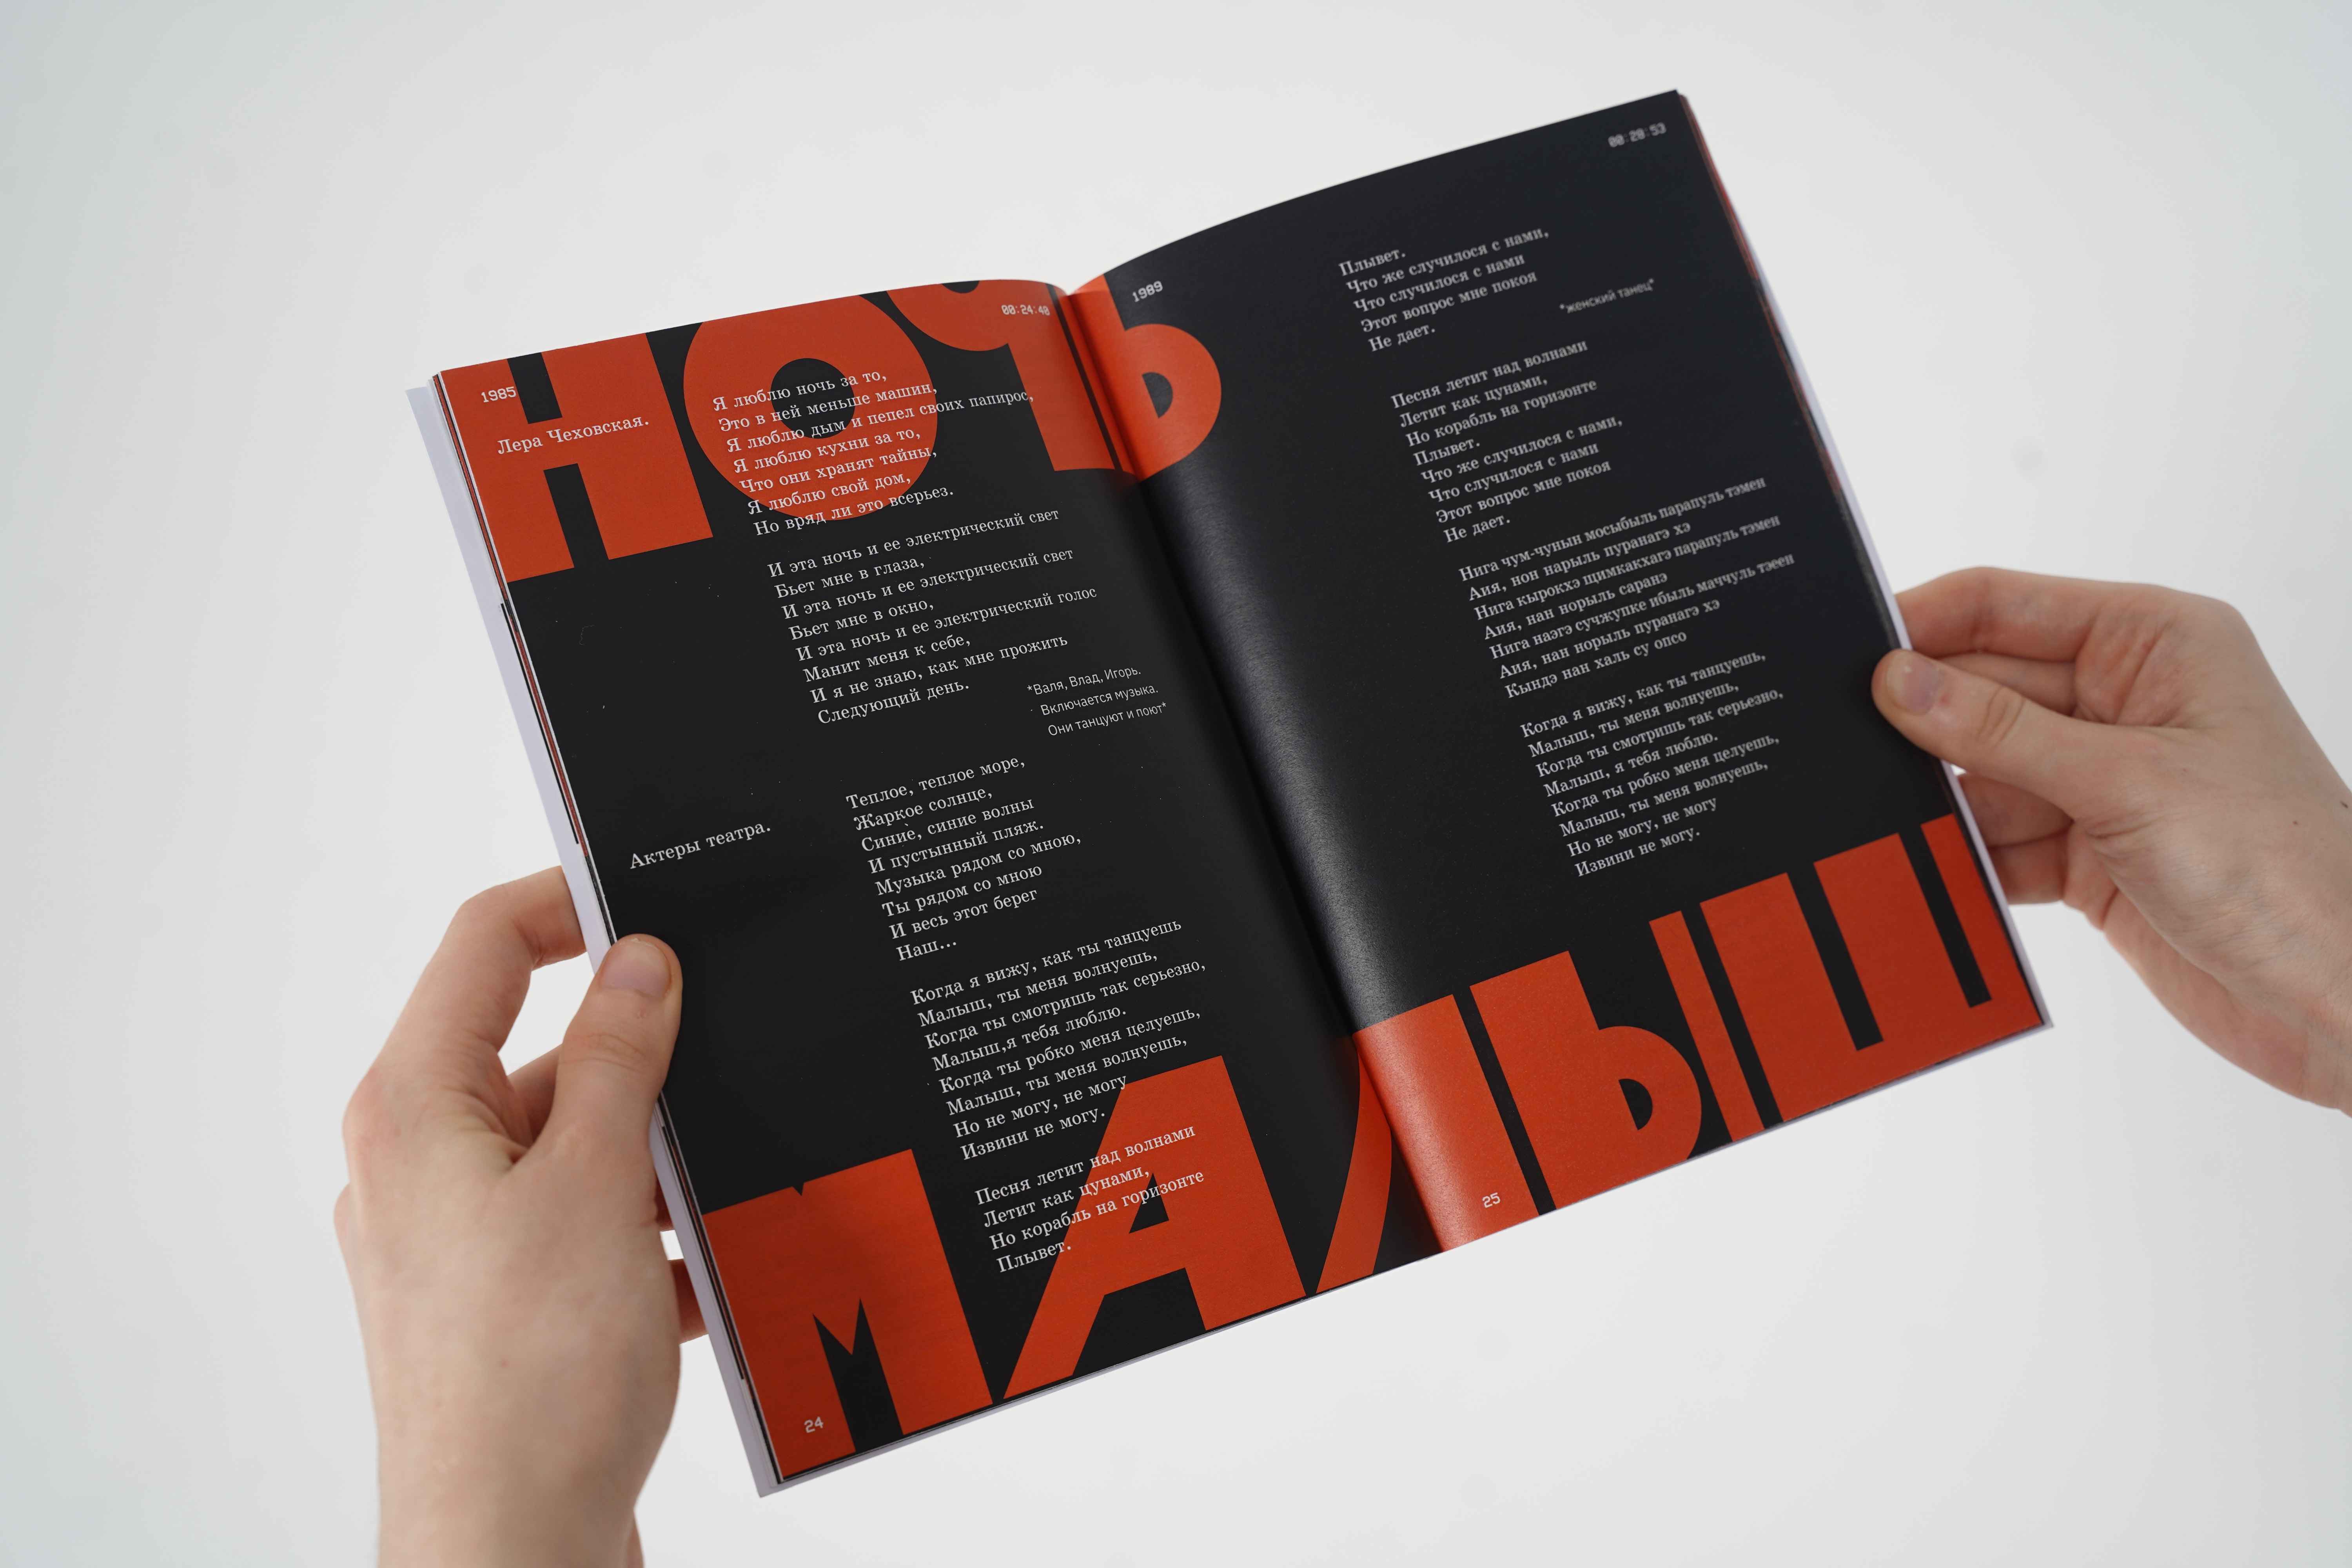 НОЧЬ
1985
00:24:40
Лера Чеховская.
Я люблю ночь за то,
Это в ней меньше машин,
Я люблю дым и пепел своих папирос,
Я люблю кухни за то,
Что они хранят тайны,
Я люблю свой дом,
Но вряд ли это всерьез.
И эта ночь и ее электрический свет
Бьет мне в глаза,
И эта ночь и ее электрический свет
Бьет мне в окно,
И эта ночь и ее электрический голос
Манит меня к себе,
И я не знаю, как мне прожить
Следующий день.
*Валя, Влад, Игорь.
Включается музыка.
Они танцуют и поют*
Актеры театра.
Теплое, теплое море,
Жаркое солнце,
Синие, синие волны
И пустынный пляж.
Музыка рядом со мною,
Ты рядом со мною
И весь этот берег
Наш...
Когда я вижу, как ты танцуешь
Малыш, ты меня волнуешь,
Когда ты смотришь так серьезно,
Малыш,я тебя люблю.
Когда ты робко меня целуешь,
Малыш, ты меня волнуешь,
Но не могу, не могу
Извини не могу.
Песня летит над волнами
Летит как цунами,
Но корабль на горизонте
Плывет.
24
1989
00:28:53
Плывет.
Что же случилося с нами,
Что случилося с нами
Этот вопрос мне покоя
Не дает.
*женский танец*
Песня летит над волнами
Летит как цунами,
Но корабль на горизонте
Плывет.
Что же случилося с нами,
Что случилося с нами
Этот вопрос мне покоя
Не дает.
Нига чум-чунын мосыбыль парапуль тэмен
Аия, нон нарыль пуранагэ хэ
Нига кырокхэ щимкакхагэ парапуль тэмен
Аия, нан норыль саранэ
Нига наэгэ сучжупке ибыль маччуль тэеен
Аия, нан норыль пуранагэ хэ
Кындэ нан халь су опсо
Когда я вижу, как ты танцуешь,
Малыш, ты меня волнуешь,
Когда ты смотришь так серьезно,
Малыш, я тебя люблю.
Когда ты робко меня целуешь,
Малыш, ты меня волнуешь,
Но не могу, не могу
Извини не могу.
МАЛЫШ
25